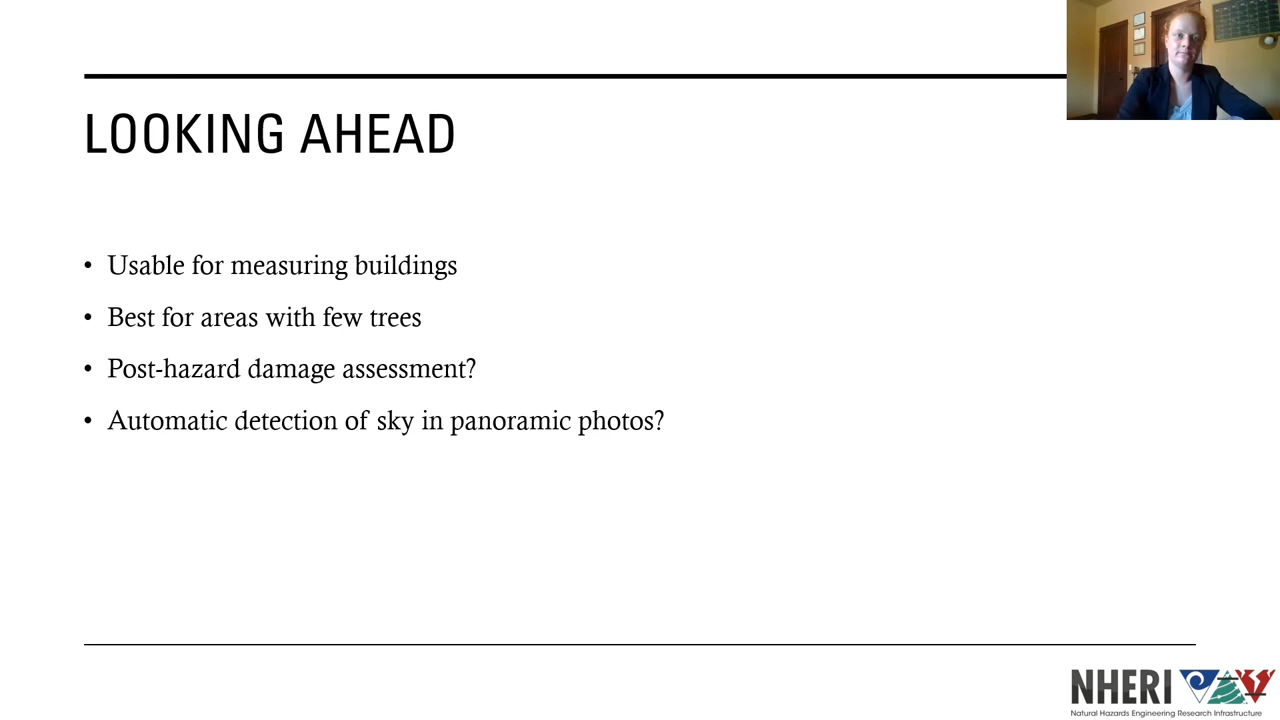 LOOKING AHEAD
• Usable for measuring buildings
• Best for areas with few trees
• Post-hazard damage assessment?
• Automatic detection of sky in panoramic photos?
NHERI
Natural Hazards Engineering Research Infrastructure